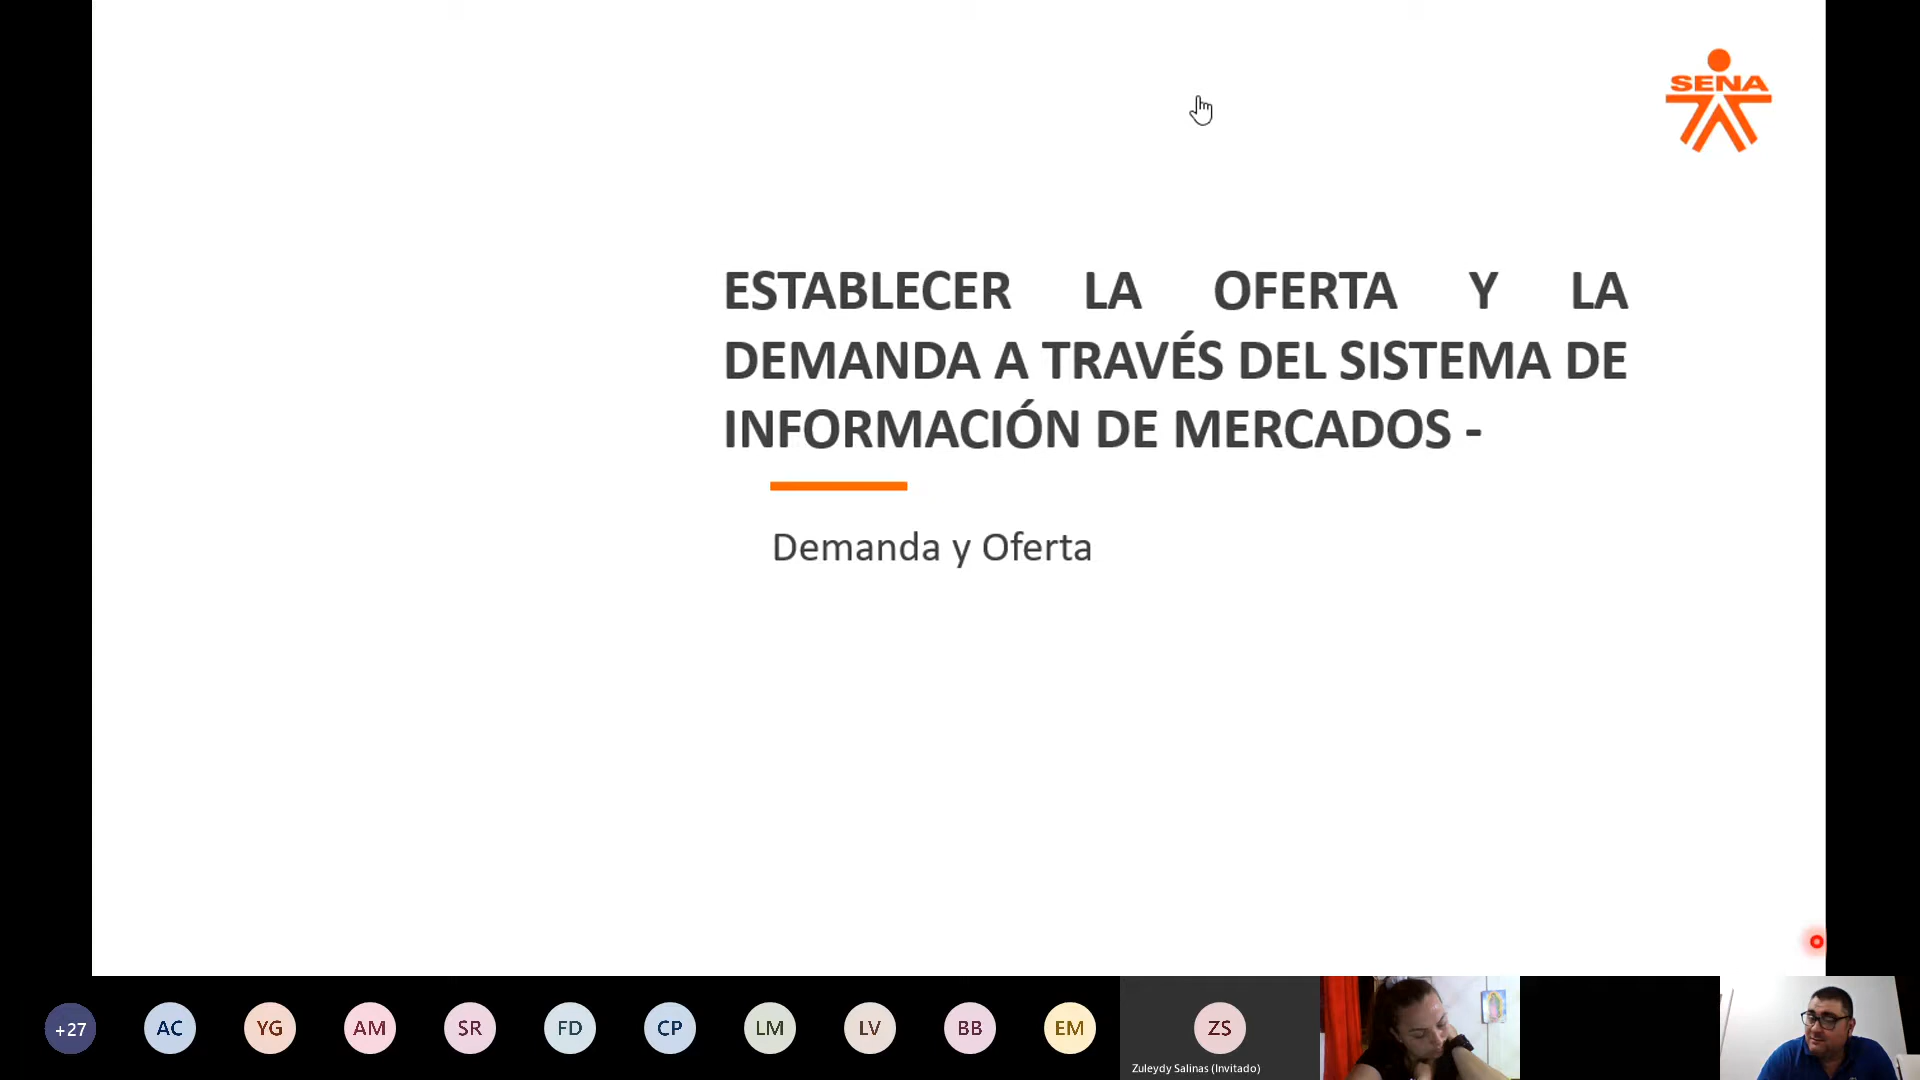 SENA
ESTABLECER LA OFERTA Y LA
DEMANDA A TRAVÉS DEL SISTEMA DE
INFORMACIÓN DE MERCADOS -
Demanda y Oferta
+27
AC
YG
AM
SR
FD
CP
LM
LV
BB
EM
ZS
Zuleydy Salinas (Invitado)